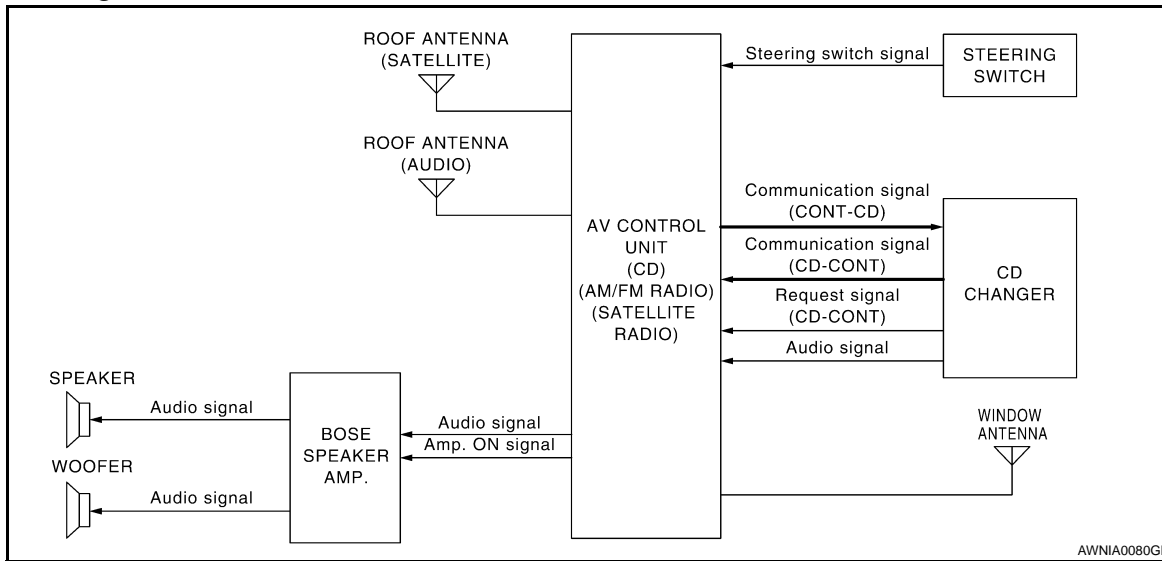 ROOF ANTENNA
(SATELLITE)
ROOF ANTENNA
(AUDIO)
AV CONTROL
UNIT
(CD)
(AM/FM RADIO)
(SATELLITE
RADIO)
Steering switch signal
STEERING
SWITCH
Communication signal
(CONT-CD)
Communication signal
(CD-CONT)
Request signal
(CD-CONT)
Audio signal
CD
CHANGER
WINDOW
ANTENNA
SPEAKER
Audio signal
WOOFER
Audio signal
BOSE
SPEAKER
AMP.
Audio signal
Amp. ON signal